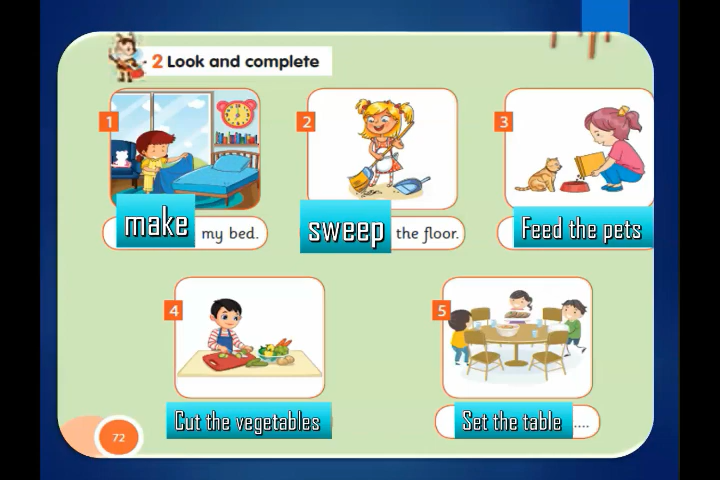 2 Look and complete
1
2
3
make my bed.
sweep the floor.
Feed the pets
4
5
Cut the vegetables
Set the table ....
72